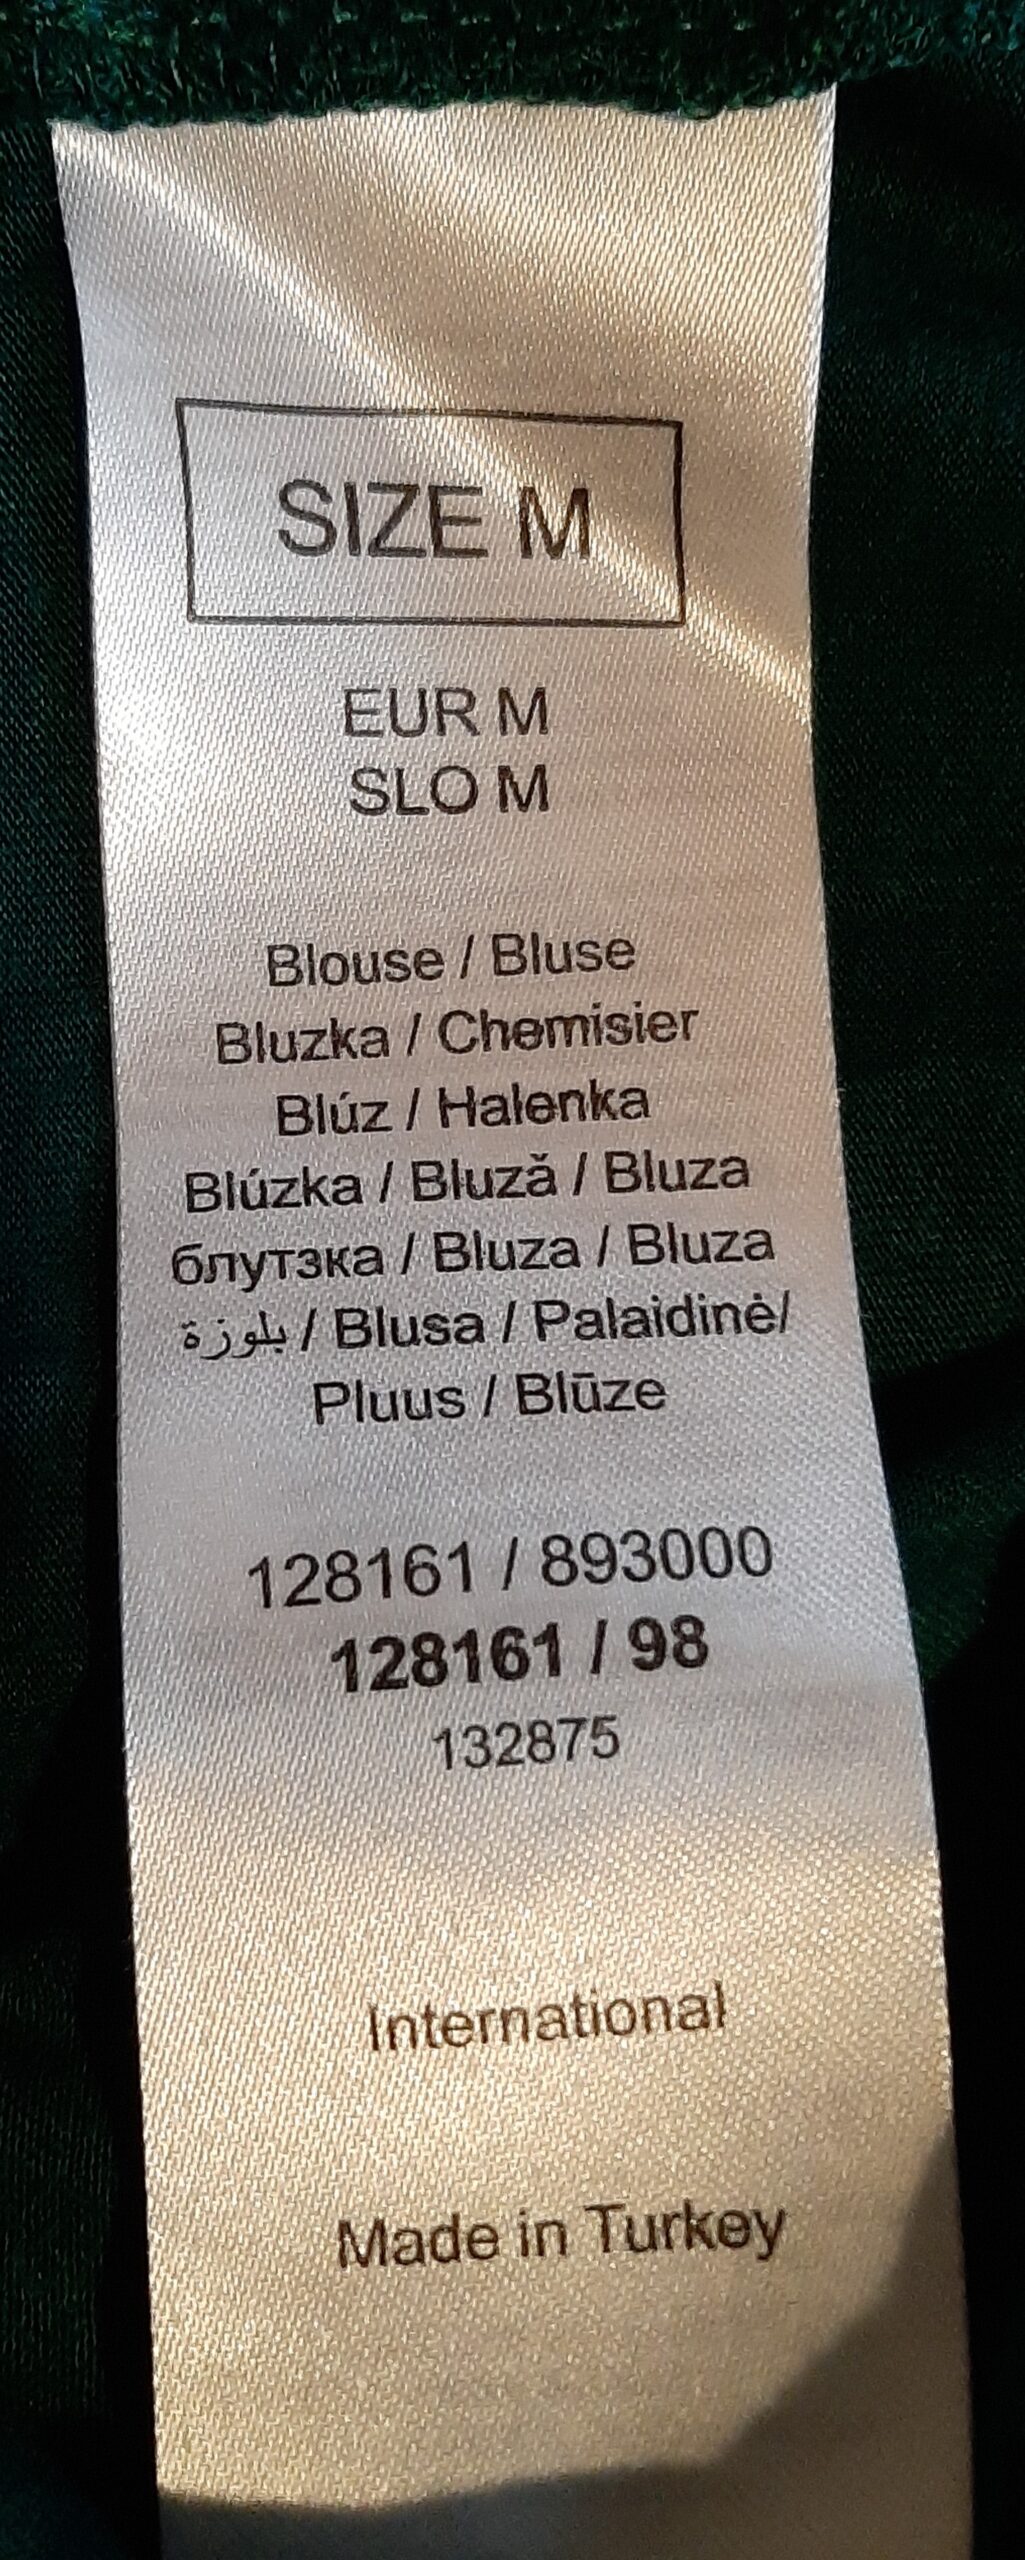 SIZE M
EUR M
SLO M
Blouse / Bluse
Bluzka / Chemisier
Blúz / Halenka
Blúzka / Bluză / Bluza
блутзка / Bluza / Bluza
بلوزة / Blusa / Palaidinė/
Pluus / Blūze
128161 / 893000
128161 / 98
132875
International
Made in Turkey